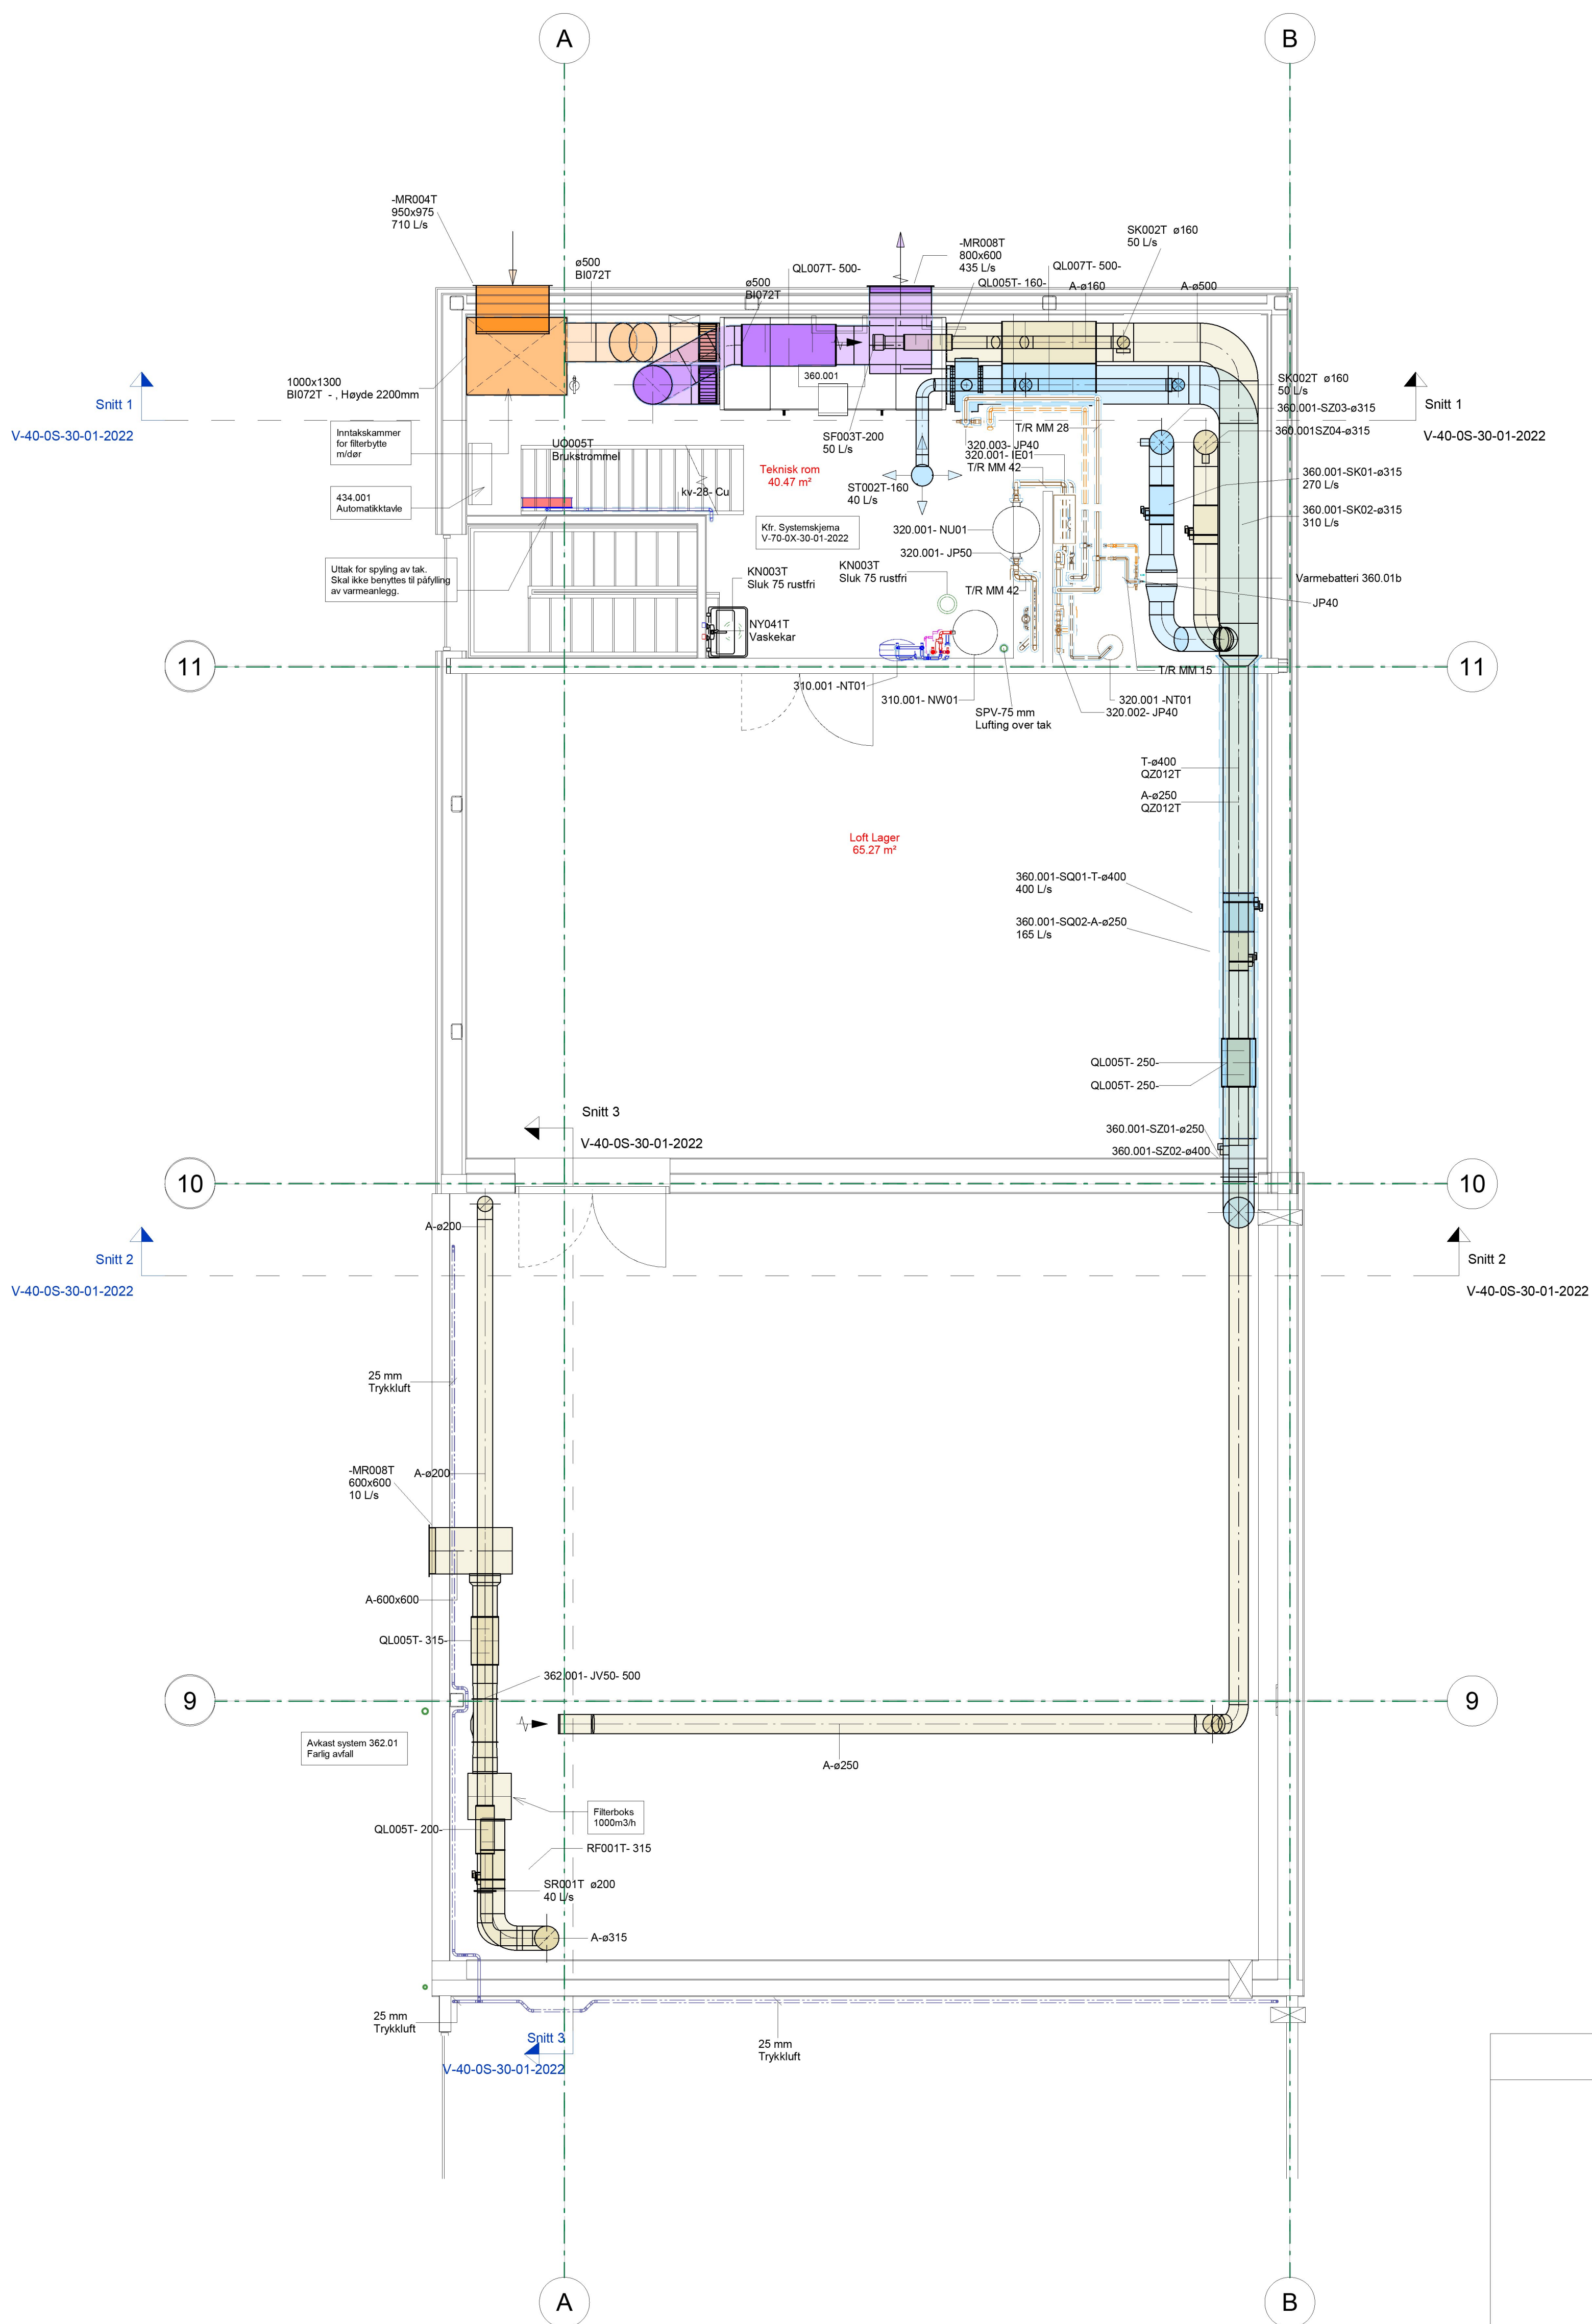 A
B
-MR004T
950x975
710 L/s
ø500
BI072T
ø500
BI072T
QL007T- 500-
-MR008T
800x600
435 L/s
QL005T- 160-
QL007T- 500-
A-ø160
SK002T ø160
50 L/s
A-ø500
1000x1300
BI072T - , Høyde 2200mm
360.001
SK002T ø160
50 L/s
Snitt 1
V-40-0S-30-01-2022
Snitt 1
V-40-0S-30-01-2022
Inntakskammer
for filterbytte
m/dør
UO005T
Brukstrommel
SF003T-200
50 L/s
T/R MM 28
320.003- JP40
320.001- IE01
T/R MM 42
360.001-SZ03-ø315
360.001SZ04-ø315
Teknisk rom
40.47 m²
ST002T-160
40 L/s
kv-28- Cu
360.001-SK01-ø315
270 L/s
434.001
Automatikktavle
Kfr. Systemskjema
V-70-0X-30-01-2022
320.001- NU01
360.001-SK02-ø315
310 L/s
320.001- JP50
Uttak for spyling av tak.
Skal ikke benyttes til påfylling
av varmeanlegg.
KN003T
Sluk 75 rustfri
KN003T
Sluk 75 rustfri
T/R MM 42
Varmebatteri 360.01b
JP40
NY041T
Vaskekar
11
11
T/R MM 15
310.001 -NT01
310.001- NW01
SPV-75 mm
Lufting over tak
320.001 -NT01
320.002- JP40
T-ø400
QZ012T
A-ø250
QZ012T
Loft Lager
65.27 m²
360.001-SQ01-T-ø400
400 L/s
360.001-SQ02-A-ø250
165 L/s
QL005T- 250-
QL005T- 250-
Snitt 3
V-40-0S-30-01-2022
360.001-SZ01-ø250
360.001-SZ02-ø400
10
10
A-ø200
Snitt 2
V-40-0S-30-01-2022
Snitt 2
V-40-0S-30-01-2022
25 mm
Trykkluft
-MR008T
600x600
10 L/s
A-ø200
A-600x600
QL005T- 315-
362.001- JV50- 500
9
9
Avkast system 362.01
Farlig avfall
A-ø250
Filterboks
1000m3/h
QL005T- 200-
RF001T- 315
SR001T ø200
40 L/s
A-ø315
25 mm
Trykkluft
Snitt 3
V-40-0S-30-01-2022
25 mm
Trykkluft
A
B